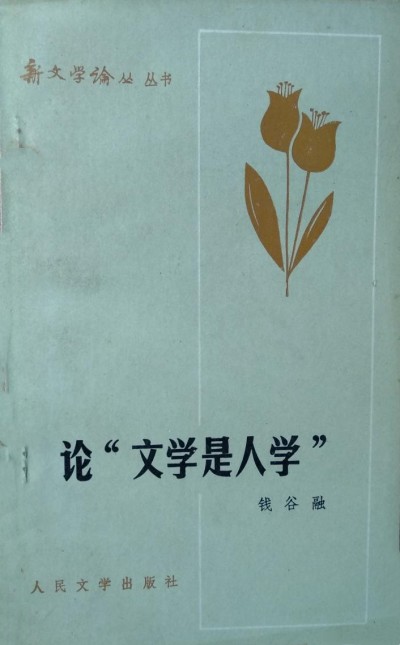 新文学论丛丛书
论“文学是人学”
钱谷融
人民文学出版社